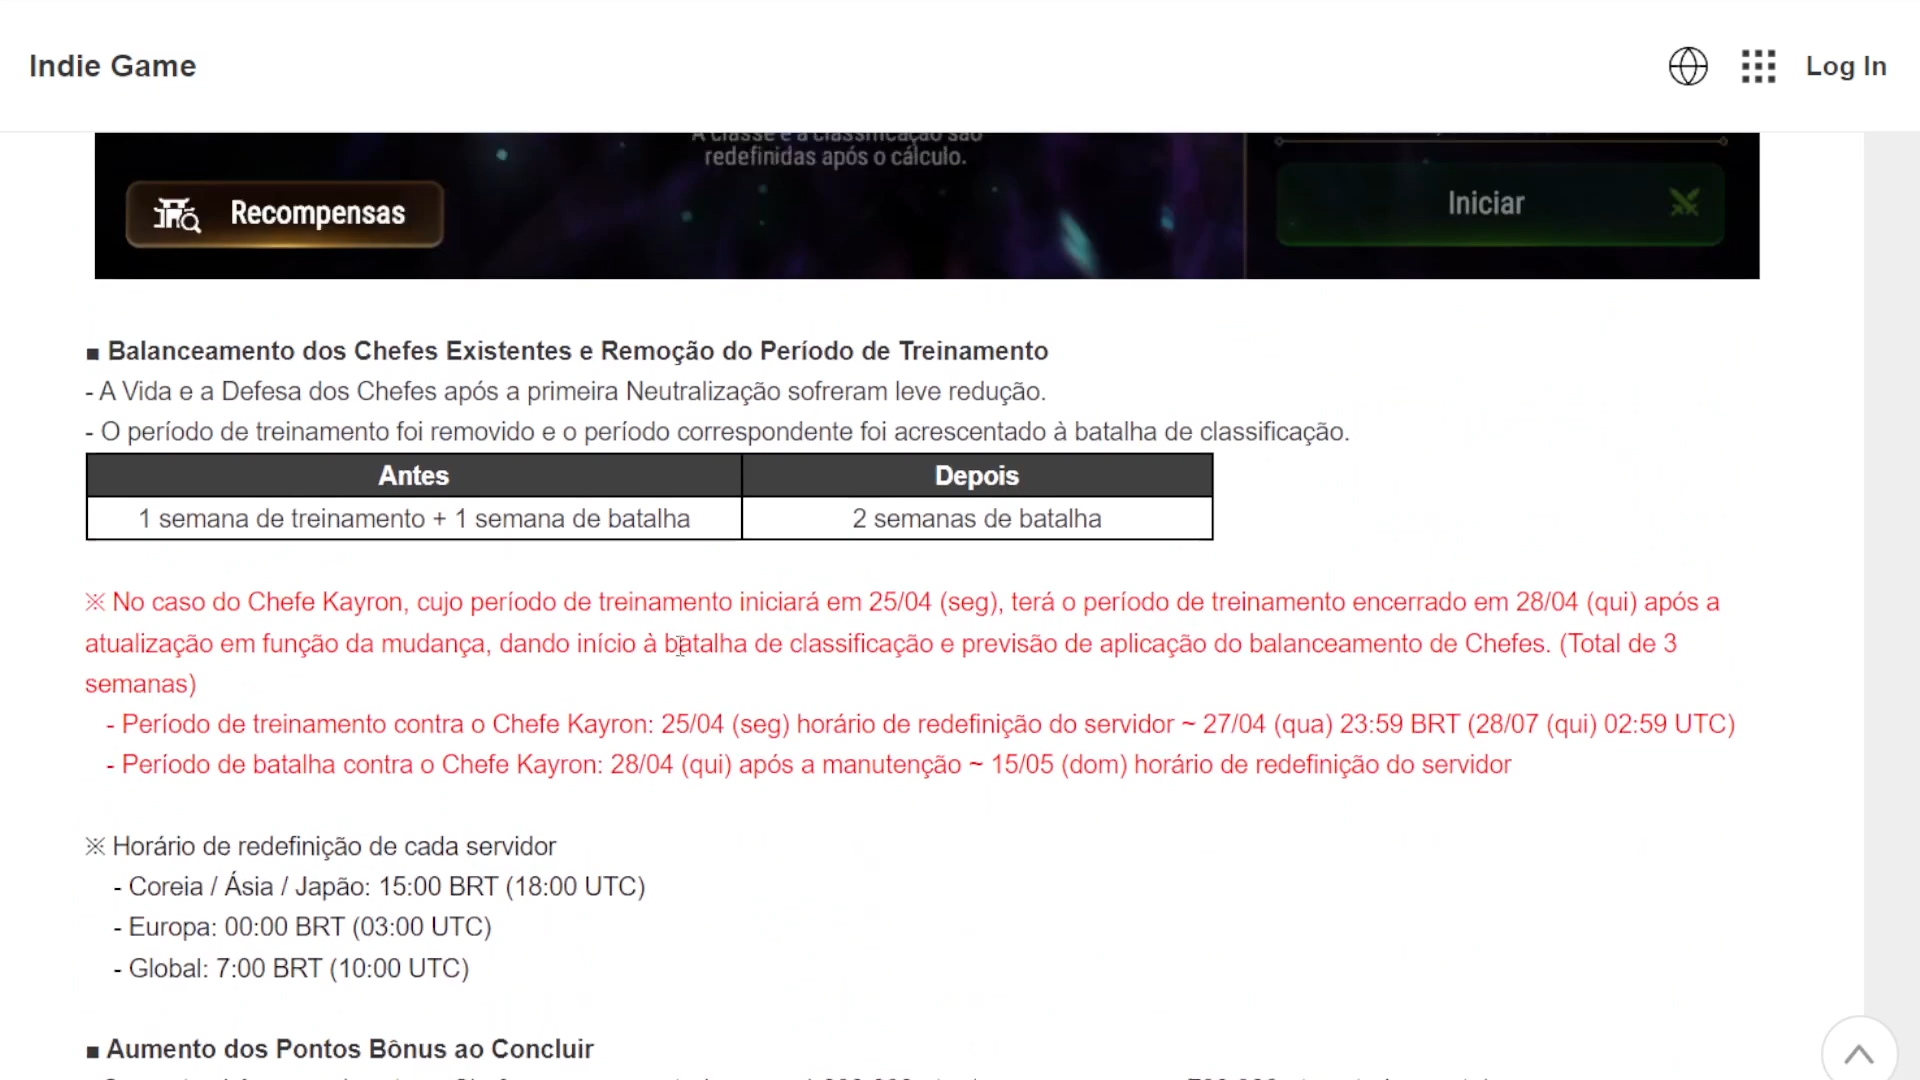 Indie Game
Log In
A classe e a classificação são
redefinidas após o cálculo.
Recompensas
Iniciar
■ Balanceamento dos Chefes Existentes e Remoção do Período de Treinamento
- A Vida e a Defesa dos Chefes após a primeira Neutralização sofreram leve redução.
- O período de treinamento foi removido e o período correspondente foi acrescentado à batalha de classificação.
Antes Depois
1 semana de treinamento + 1 semana de batalha 2 semanas de batalha
※ No caso do Chefe Kayron, cujo período de treinamento iniciará em 25/04 (seg), terá o período de treinamento encerrado em 28/04 (qui) após a
atualização em função da mudança, dando início à batalha de classificação e previsão de aplicação do balanceamento de Chefes. (Total de 3
semanas)
- Período de treinamento contra o Chefe Kayron: 25/04 (seg) horário de redefinição do servidor ~ 27/04 (qua) 23:59 BRT (28/07 (qui) 02:59 UTC)
- Período de batalha contra o Chefe Kayron: 28/04 (qui) após a manutenção ~ 15/05 (dom) horário de redefinição do servidor
※ Horário de redefinição de cada servidor
- Coreia / Ásia / Japão: 15:00 BRT (18:00 UTC)
- Europa: 00:00 BRT (03:00 UTC)
- Global: 7:00 BRT (10:00 UTC)
■ Aumento dos Pontos Bônus ao Concluir